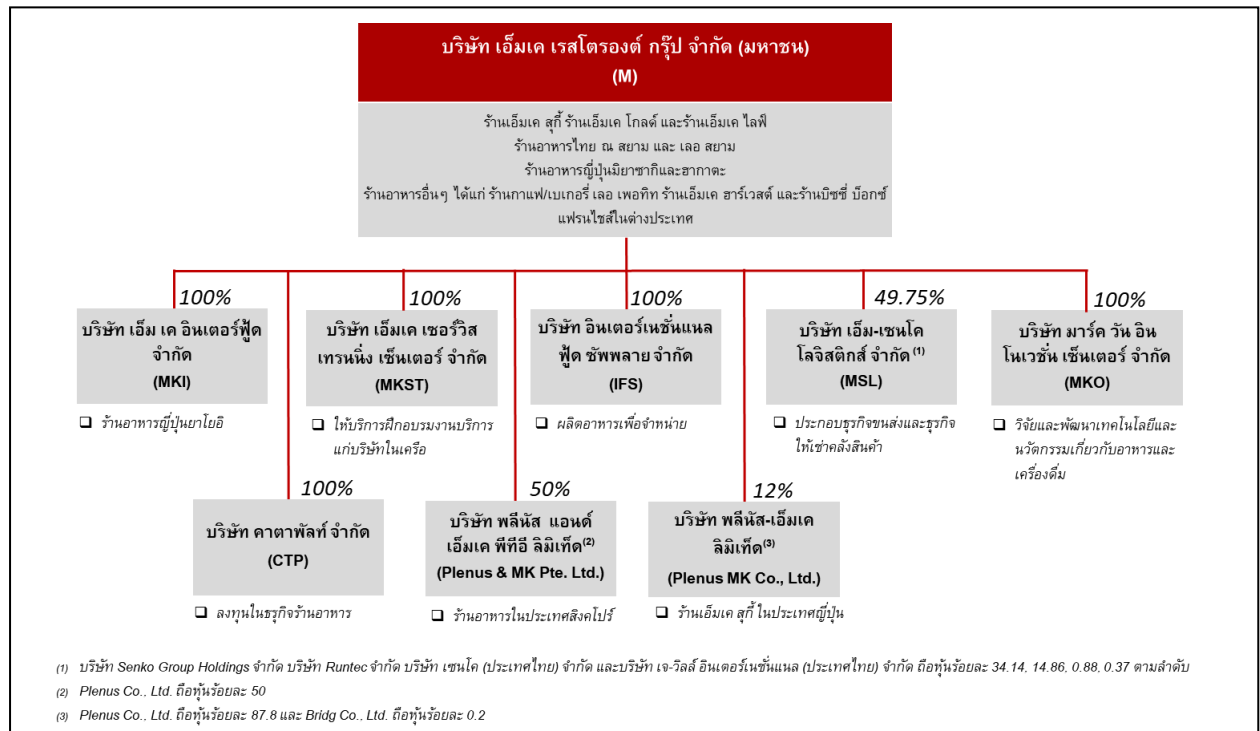 บริษัท เอ็มเค เรสโตรองต์ กรุ๊ป จำกัด (มหาชน)
(M)
ร้านเอ็มเค สุกี้ ร้านเอ็มเค โกลด์ และร้านเอ็มเค ไลฟ์
ร้านอาหารไทย ณ สยาม และ เลอ สยาม
ร้านอาหารญี่ปุ่นมิยาซากิและฮากาตะ
ร้านอาหารอื่นๆ ได้แก่ ร้านกาแฟ/เบเกอรี่ เลอ เพอทิท ร้านเอ็มเค ฮาร์เวสต์ และร้านบิซซี่ บ็อกซ์
แฟรนไชส์ในต่างประเทศ
100%
บริษัท เอ็ม เค อินเตอร์ฟู้ด
จำกัด
(MKI)
❑ ร้านอาหารญี่ปุ่นยาโยอิ
100%
บริษัท เอ็มเค เซอร์วิส
เทรนนิ่ง เซ็นเตอร์ จำกัด
(MKST)
❑ ให้บริการฝึกอบรมงานบริการ
แก่บริษัทในเครือ
100%
บริษัท อินเตอร์เนชั่นแนล
ฟู้ด ซัพพลาย จำกัด
(IFS)
❑ ผลิตอาหารเพื่อจำหน่าย
49.75%
บริษัท เอ็ม-เซนโค
โลจิสติกส์ จำกัด (1)
(MSL)
❑ ประกอบธุรกิจขนส่งและธุรกิจ
ให้เช่าคลังสินค้า
100%
บริษัท มาร์ค วัน อิน
โนเวชั่น เซ็นเตอร์ จำกัด
(MKO)
❑ วิจัยและพัฒนาเทคโนโลยีและ
นวัตกรรมเกี่ยวกับอาหารและ
เครื่องดื่ม
100%
บริษัท คาตาพัลท์ จำกัด
(CTP)
❑ ลงทุนในธุรกิจร้านอาหาร
50%
บริษัท พลีนัส แอนด์
เอ็มเค พีทีอี ลิมิเท็ด(2)
(Plenus & MK Pte. Ltd.)
❑ ร้านอาหารในประเทศสิงคโปร์
12%
บริษัท พลีนัส-เอ็มเค
ลิมิเท็ด(3)
(Plenus MK Co., Ltd.)
❑ ร้านเอ็มเค สุกี้ ในประเทศญี่ปุ่น
(1) บริษัท Senko Group Holdings จำกัด บริษัท Runtec จำกัด บริษัท เซนโค (ประเทศไทย) จำกัด และบริษัท เจ-วิลล์ อินเตอร์เนชั่นแนล (ประเทศไทย) จำกัด ถือหุ้นร้อยละ 34.14, 14.86, 0.88, 0.37 ตามลำดับ
(2) Plenus Co., Ltd. ถือหุ้นร้อยละ 50
(3) Plenus Co., Ltd. ถือหุ้นร้อยละ 87.8 และ Bridg Co., Ltd. ถือหุ้นร้อยละ 0.2